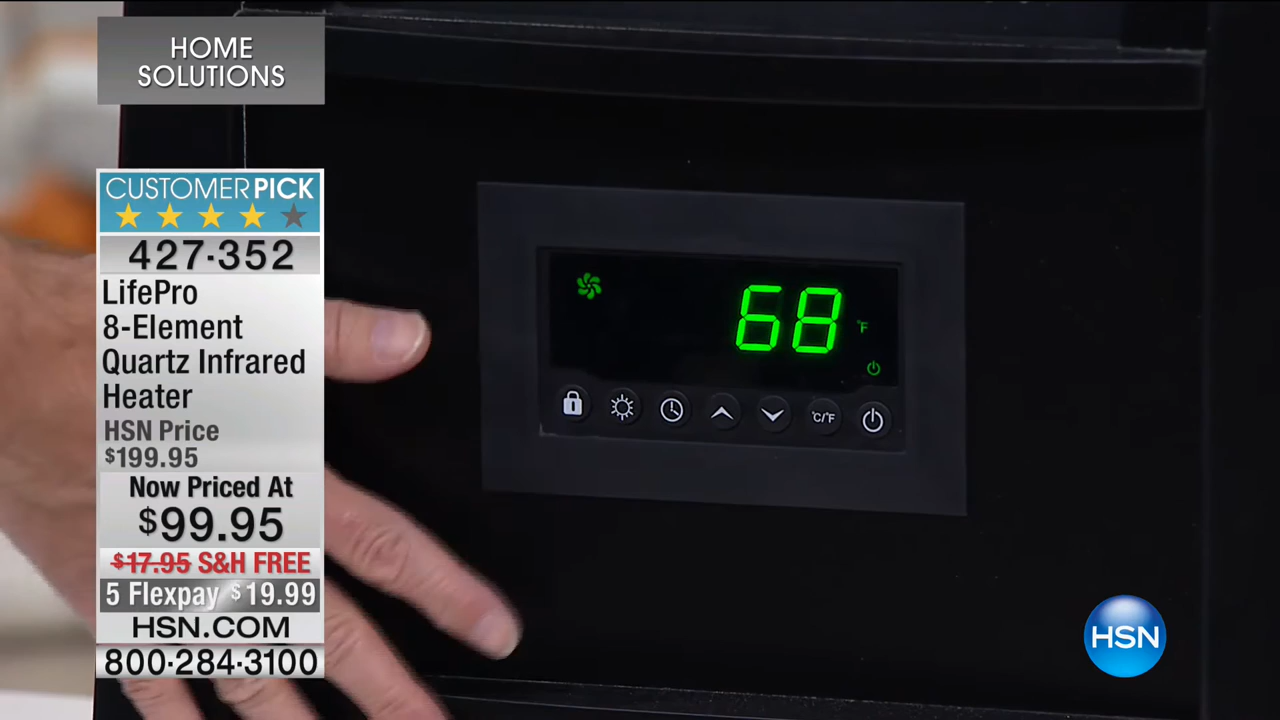 HOME
SOLUTIONS
CUSTOMER PICK
427·352
LifePro
8-Element
Quartz Infrared
Heater
HSN Price
$199.95
Now Priced At
$99.95
$17.95 S&H FREE
5 Flexpay $19.99
HSN.COM
800·284·3100
68 °F
°C/°F
HSN